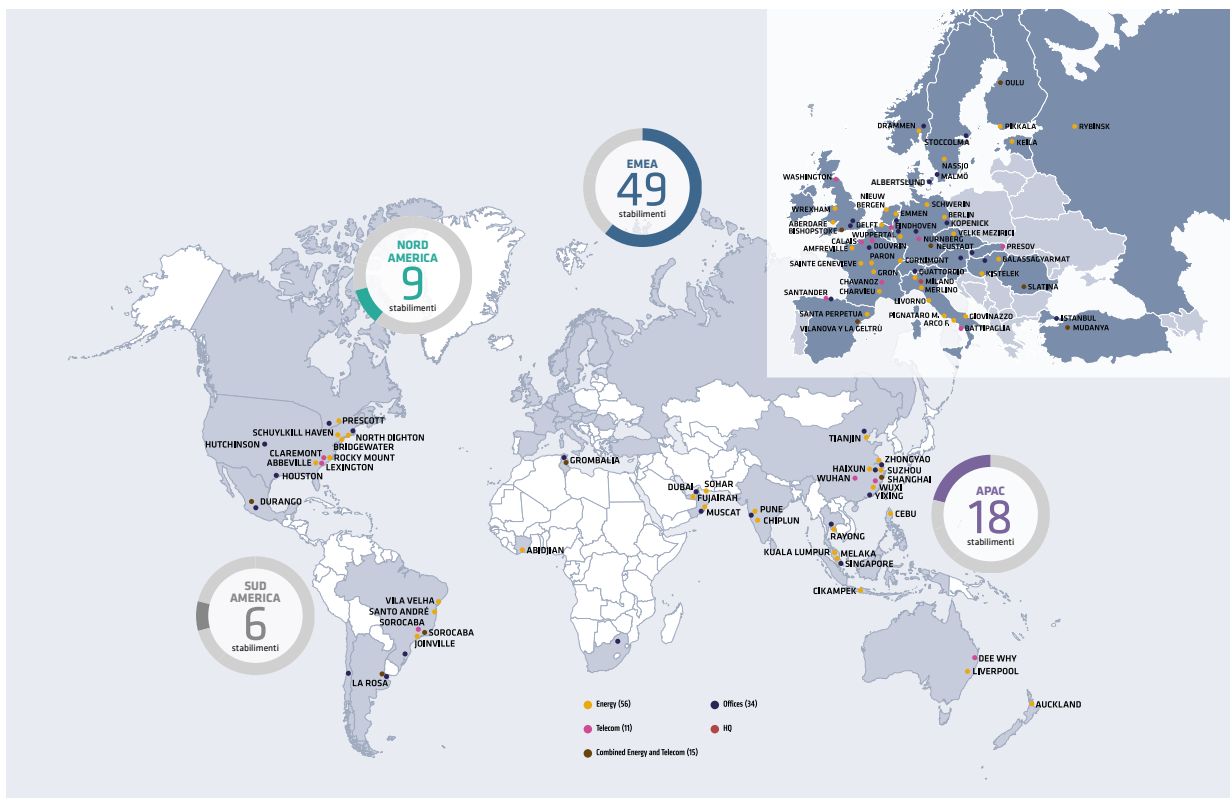 EMEA
49
stabilimenti
NORD
AMERICA
9
stabilimenti
APAC
18
stabilimenti
SUD
AMERICA
6
stabilimenti
OULU
DRAMMEN
PIKKALA
RYBINSK
STOCCOLMA
KEILA
NASSJO
WASHINGTON
ALBERTSLUND
MALMÖ
NIEUW
BERGEN
SCHWERIN
WREXHAM
EMMEN
BERLIN
ABERDARE
DELFT
EINDHOVEN
KOPENICK
BISHOPSTOKE
WUPPERTAL
VELKE MEZIRICI
CALAIS
NURNBERG
AMFREVILLE
DOUVRIN
NEUSTADT
PRESOV
PARON
CORNIMONT
BALASSAGYARMAT
SAINTE GENEVIEVE
GRON
QUATTORDIO
KISTELEK
CHAVANOZ
MILANO
SLATINA
SANTANDER
CHARVIEU
MERLINO
LIVORNO
SANTA PERPETUA
PIGNATARO M.
GIOVINAZZO
ISTANBUL
VILANOVA Y LA GELTRÙ
ARCO F.
BATTIPAGLIA
MUDANYA
PRESCOTT
SCHUYLKILL HAVEN
NORTH DIGHTON
HUTCHINSON
BRIDGEWATER
CLAREMONT
ROCKY MOUNT
ABBEVILLE
LEXINGTON
HOUSTON
DURANGO
VILA VELHA
SANTO ANDRÉ
SOROCABA
SOROCABA
JOINVILLE
LA ROSA
GROMBALIA
ABIDJIAN
DUBAI
SOHAR
FUJAIRAH
MUSCAT
PUNE
CHIPLUN
TIANJIN
ZHONGYAO
HAIXUN
SUZHOU
WUHAN
SHANGHAI
WUXI
YIXING
CEBU
RAYONG
KUALA LUMPUR
MELAKA
SINGAPORE
CIKAMPEK
DEE WHY
LIVERPOOL
AUCKLAND
Energy (56)
Offices (34)
Telecom (11)
HQ
Combined Energy and Telecom (15)